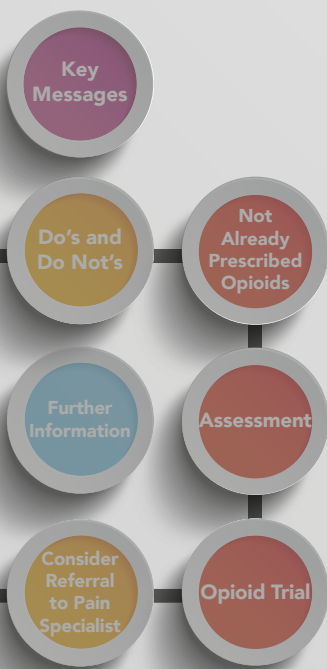 Key
Messages
Do's and
Do Not's
Not
Already
Prescribed
Opioids
Further
Information
Assessment
Consider
Referral
to Pain
Specialist
Opioid Trial